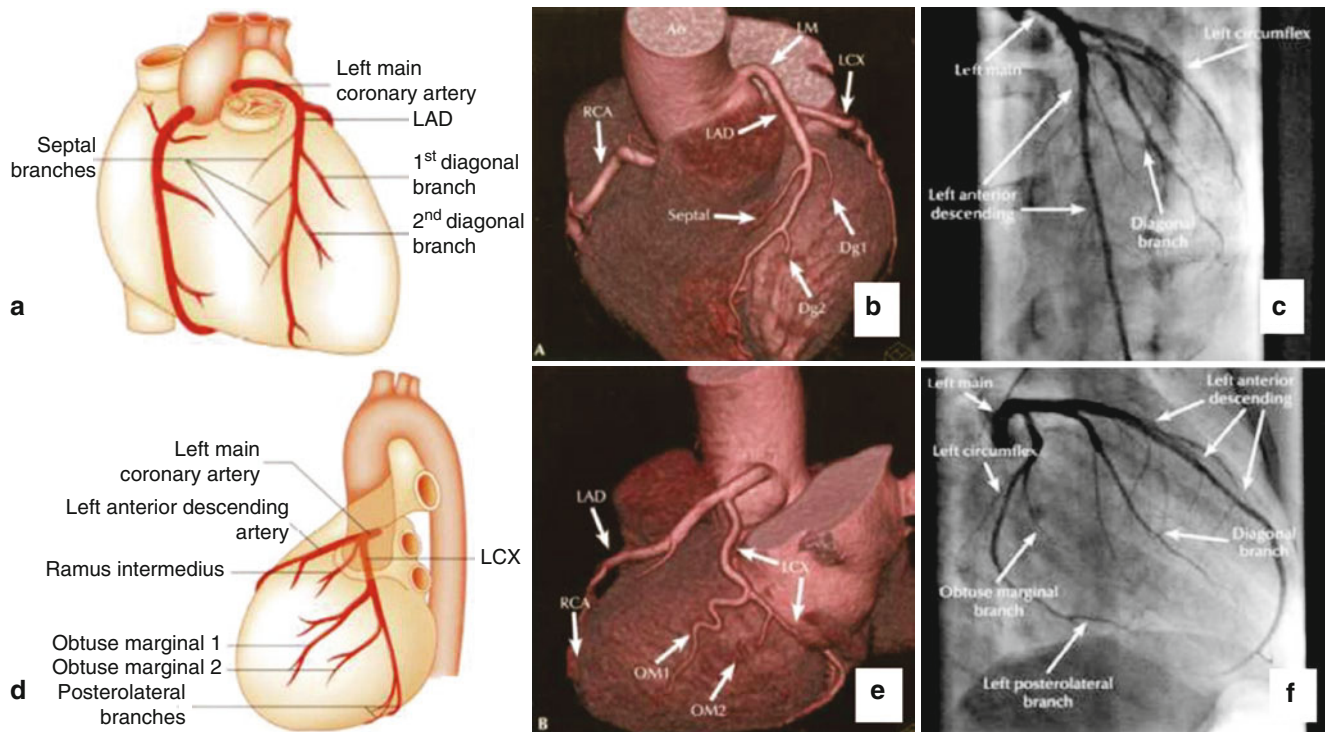 Left main
coronary artery
LAD
Septal
branches
1st diagonal
branch
2nd diagonal
branch
a
Ao
LM
LCX
RCA
LAD
Septal
Dg1
Dg2
A
b
Left circumflex
Left main
Left anterior
descending
Diagonal
branch
c
Left main
coronary artery
Left anterior descending
artery
LCX
Ramus intermedius
Obtuse marginal 1
Obtuse marginal 2
Posterolateral
branches
d
LAD
LCX
RCA
OM1
OM2
B
e
Left main
Left anterior
descending
Left circumflex
Diagonal
branch
Obtuse marginal
branch
Left posterolateral
branch
f